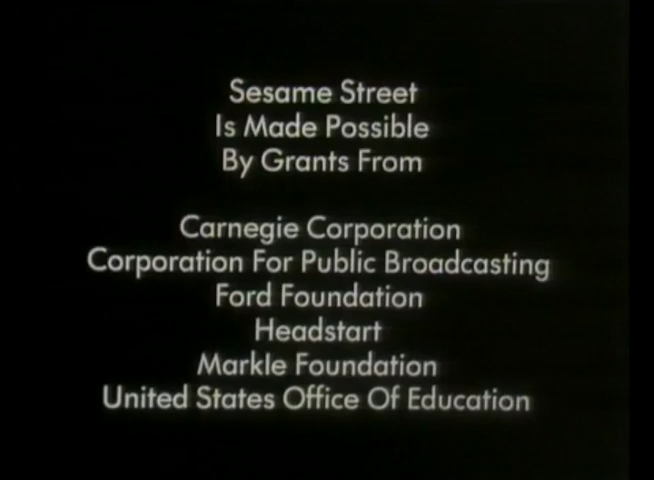 Sesame Street
Is Made Possible
By Grants From
Carnegie Corporation
Corporation For Public Broadcasting
Ford Foundation
Headstart
Markle Foundation
United States Office Of Education